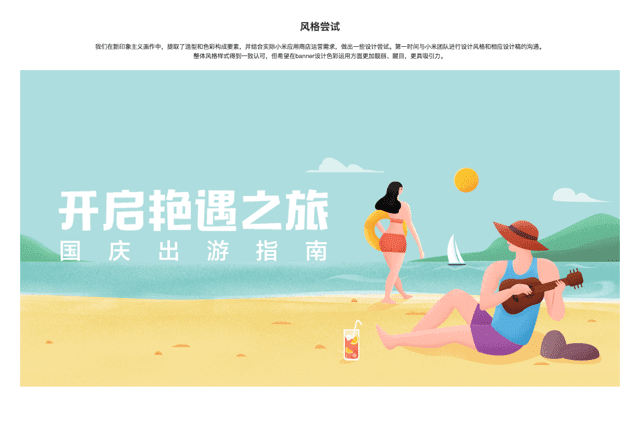 风格尝试
我们在新印象主义画作中，提取了造型和色彩构成要素，并结合实际小米应用商店运营需求，做出一些设计尝试。第一时间与小米团队进行设计风格和相应设计稿的沟通。
整体风格样式得到一致认可，但希望在banner设计色彩运用方面更加靓丽、醒目，更具吸引力。
开启艳遇之旅
国庆出游指南